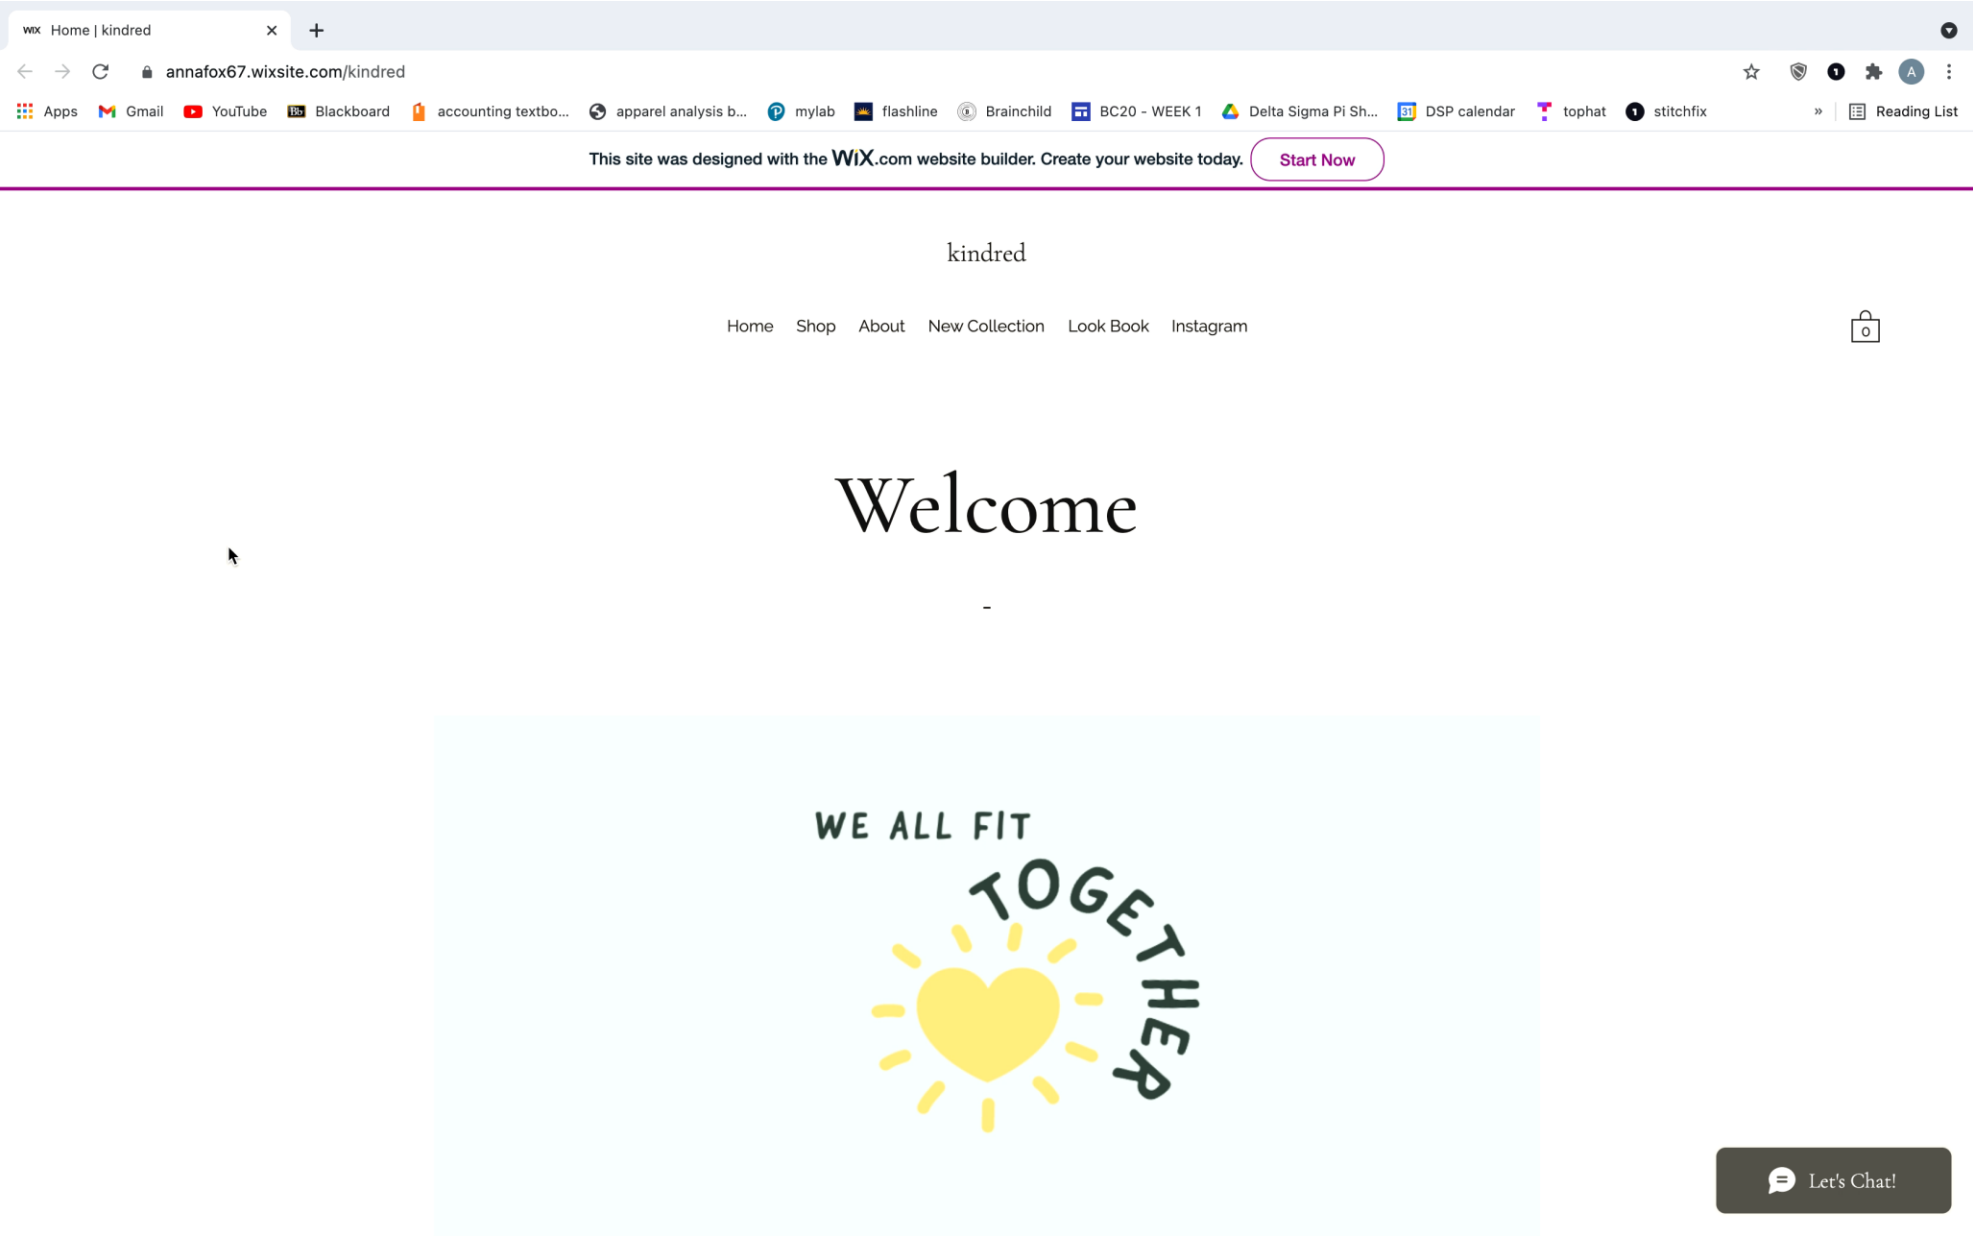 WIX Home | kindred
annafox67.wixsite.com/kindred
A
Apps Gmail YouTube Bb Blackboard accounting textbo... apparel analysis b... mylab flashline Brainchild BC20 - WEEK 1 Delta Sigma Pi Sh... 31 DSP calendar tophat stitchfix » Reading List
This site was designed with the WiX.com website builder. Create your website today. Start Now
kindred
Home Shop About New Collection Look Book Instagram
0
Welcome
-
WE ALL FIT
TOGETHER
Let's Chat!